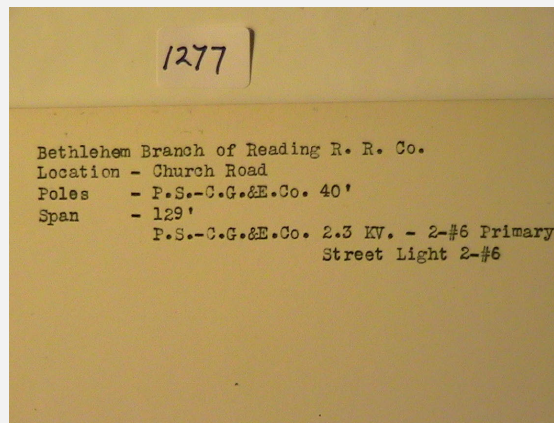 1277
Bethlehem Branch of Reading R. R. Co.
Location - Church Road
Poles - P.S.-C.G.&E.Co. 40'
Span - 129'
P.S.-C.G.&E.Co. 2.3 KV. - 2-#6 Primary
Street Light 2-#6